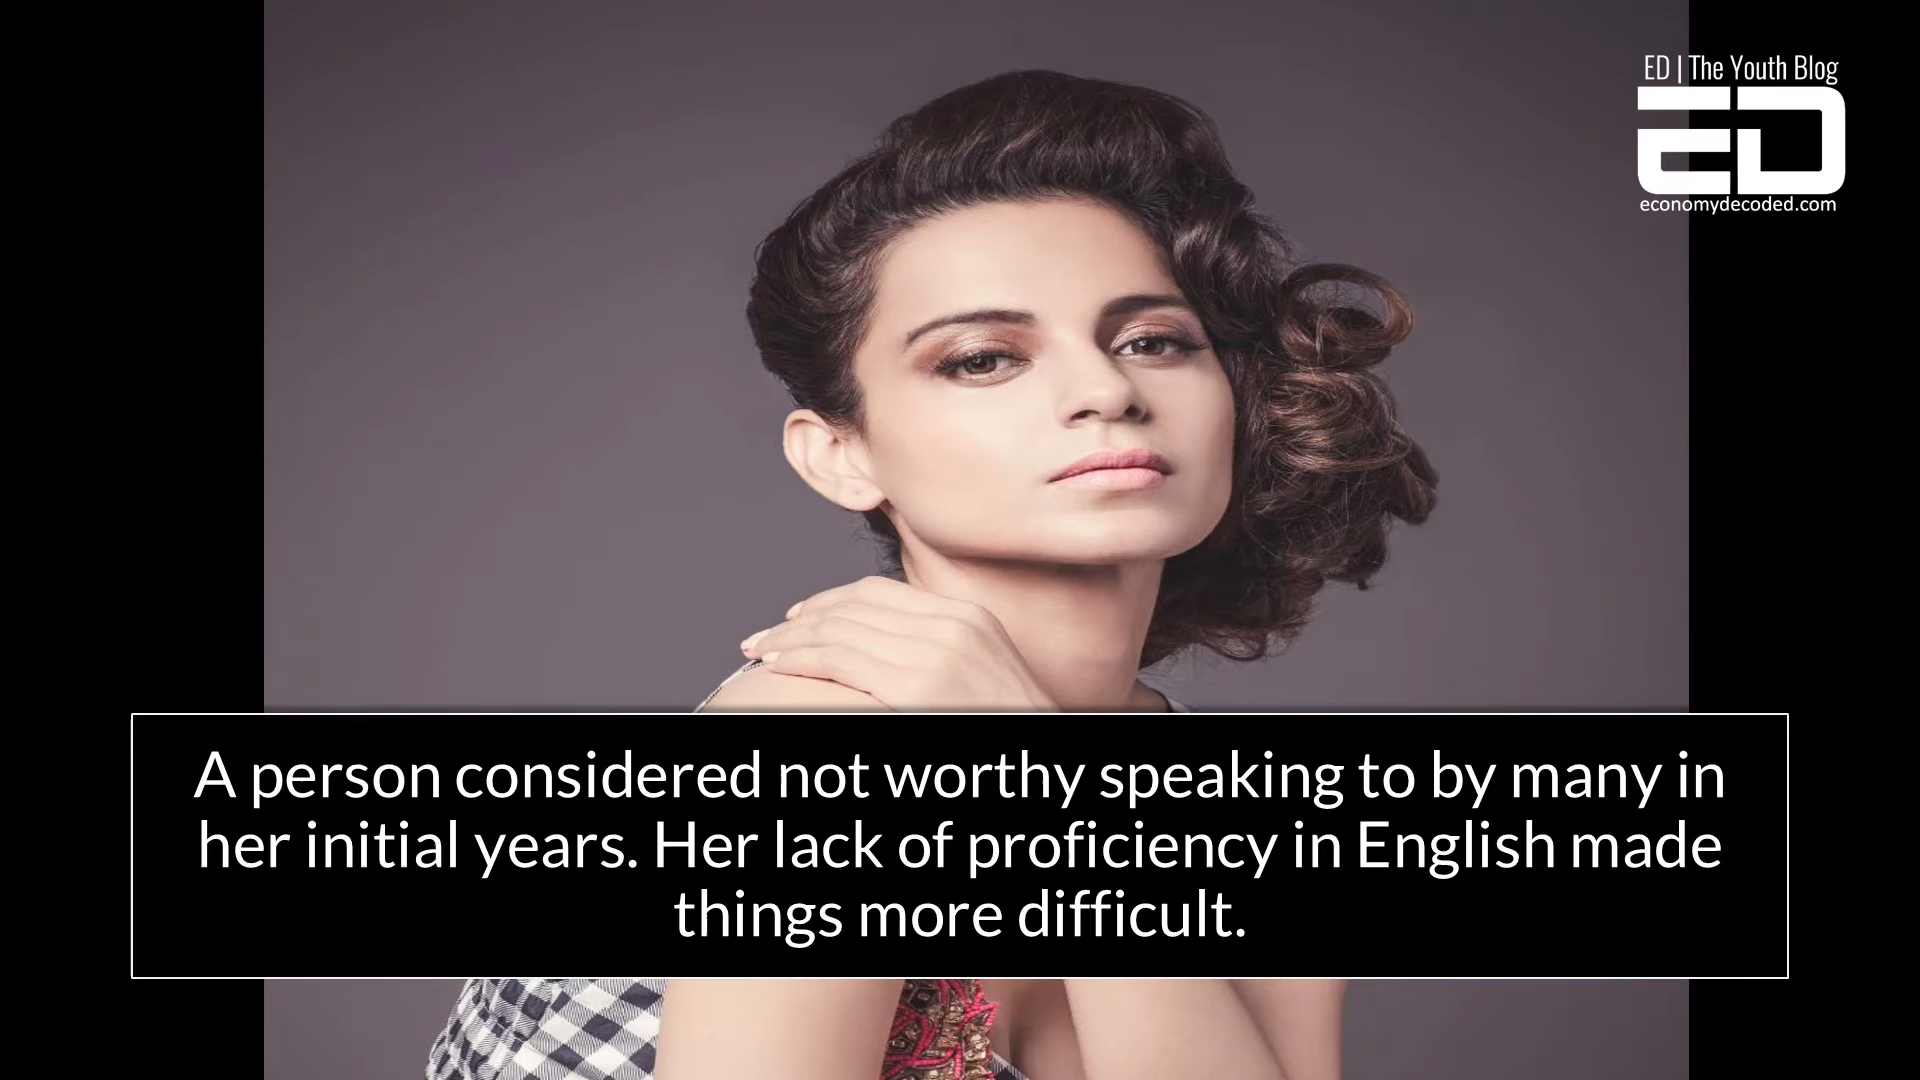 ED | The Youth Blog
ED
economydecoded.com
A person considered not worthy speaking to by many in
her initial years. Her lack of proficiency in English made
things more difficult.